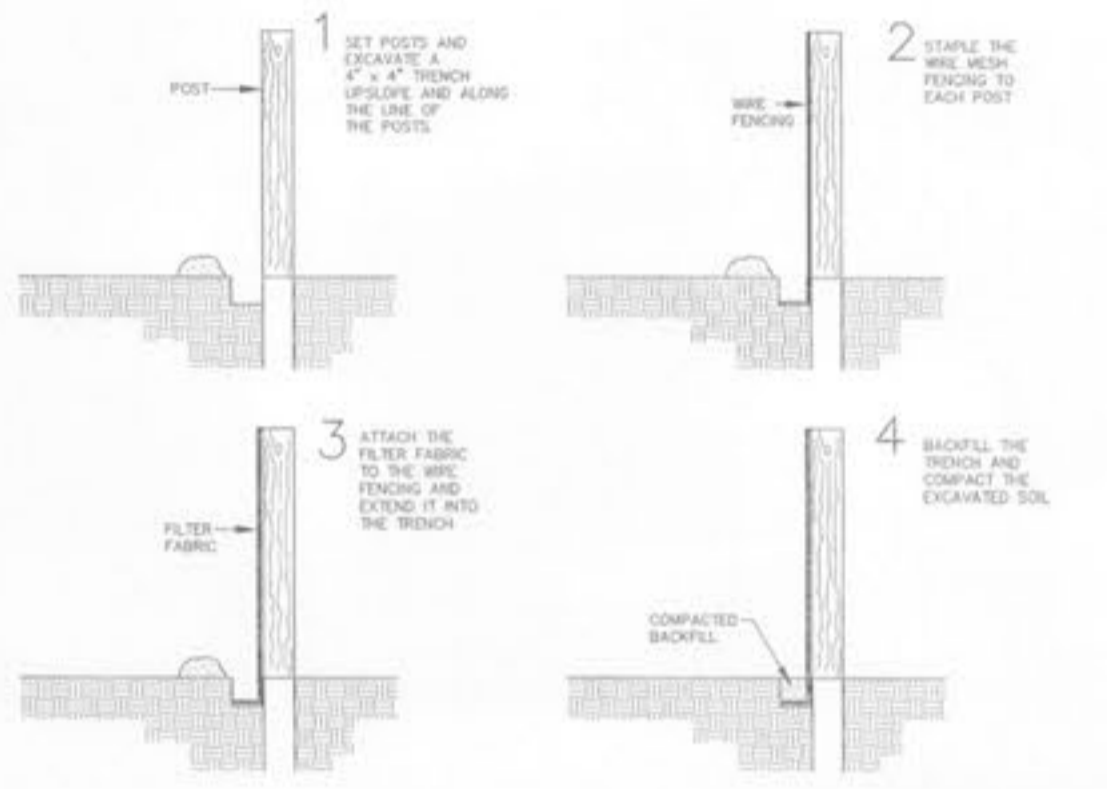 1
SET POSTS AND
EXCAVATE A
4" x 4" TRENCH
UPSLOPE AND ALONG
THE LINE OF
THE POSTS
POST
2
STAPLE THE
WIRE MESH
FENCING TO
EACH POST
WIRE
FENCING
3
ATTACH THE
FILTER FABRIC
TO THE WIRE
FENCING AND
EXTEND IT INTO
THE TRENCH
FILTER
FABRIC
4
BACKFILL THE
TRENCH AND
COMPACT THE
EXCAVATED SOIL
COMPACTED
BACKFILL